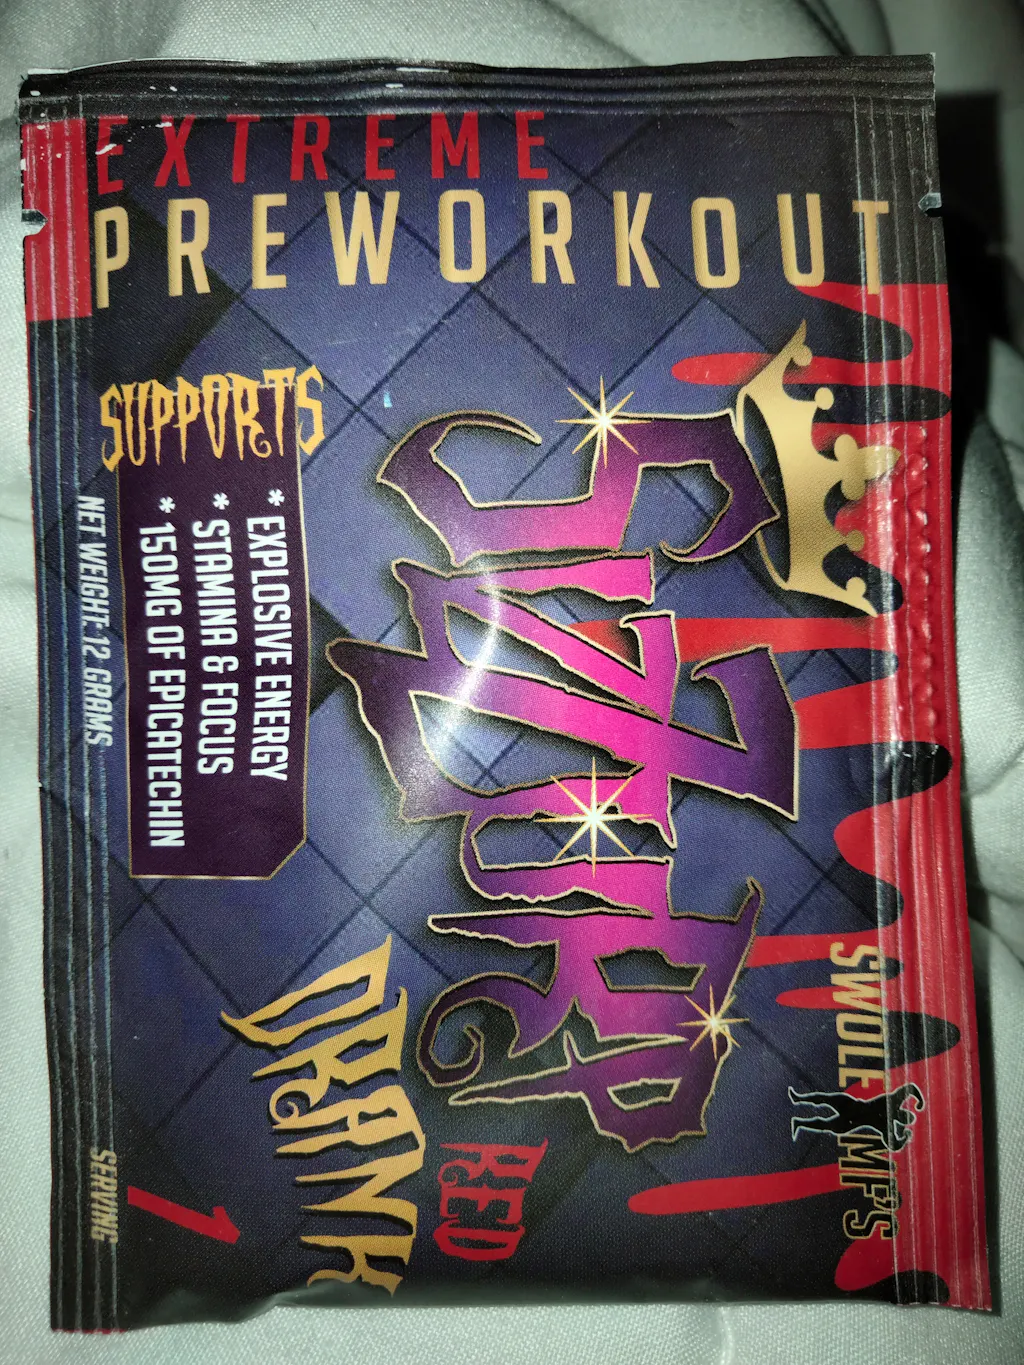 EXTREME
PREWORKOUT
SUPPORTS
* EXPLOSIVE ENERGY
* STAMINA & FOCUS
* 150MG OF EPICATECHIN
NET WEIGHT 12 GRAMS
SWOLE IMPS
RED
DRANK
1
SERVING